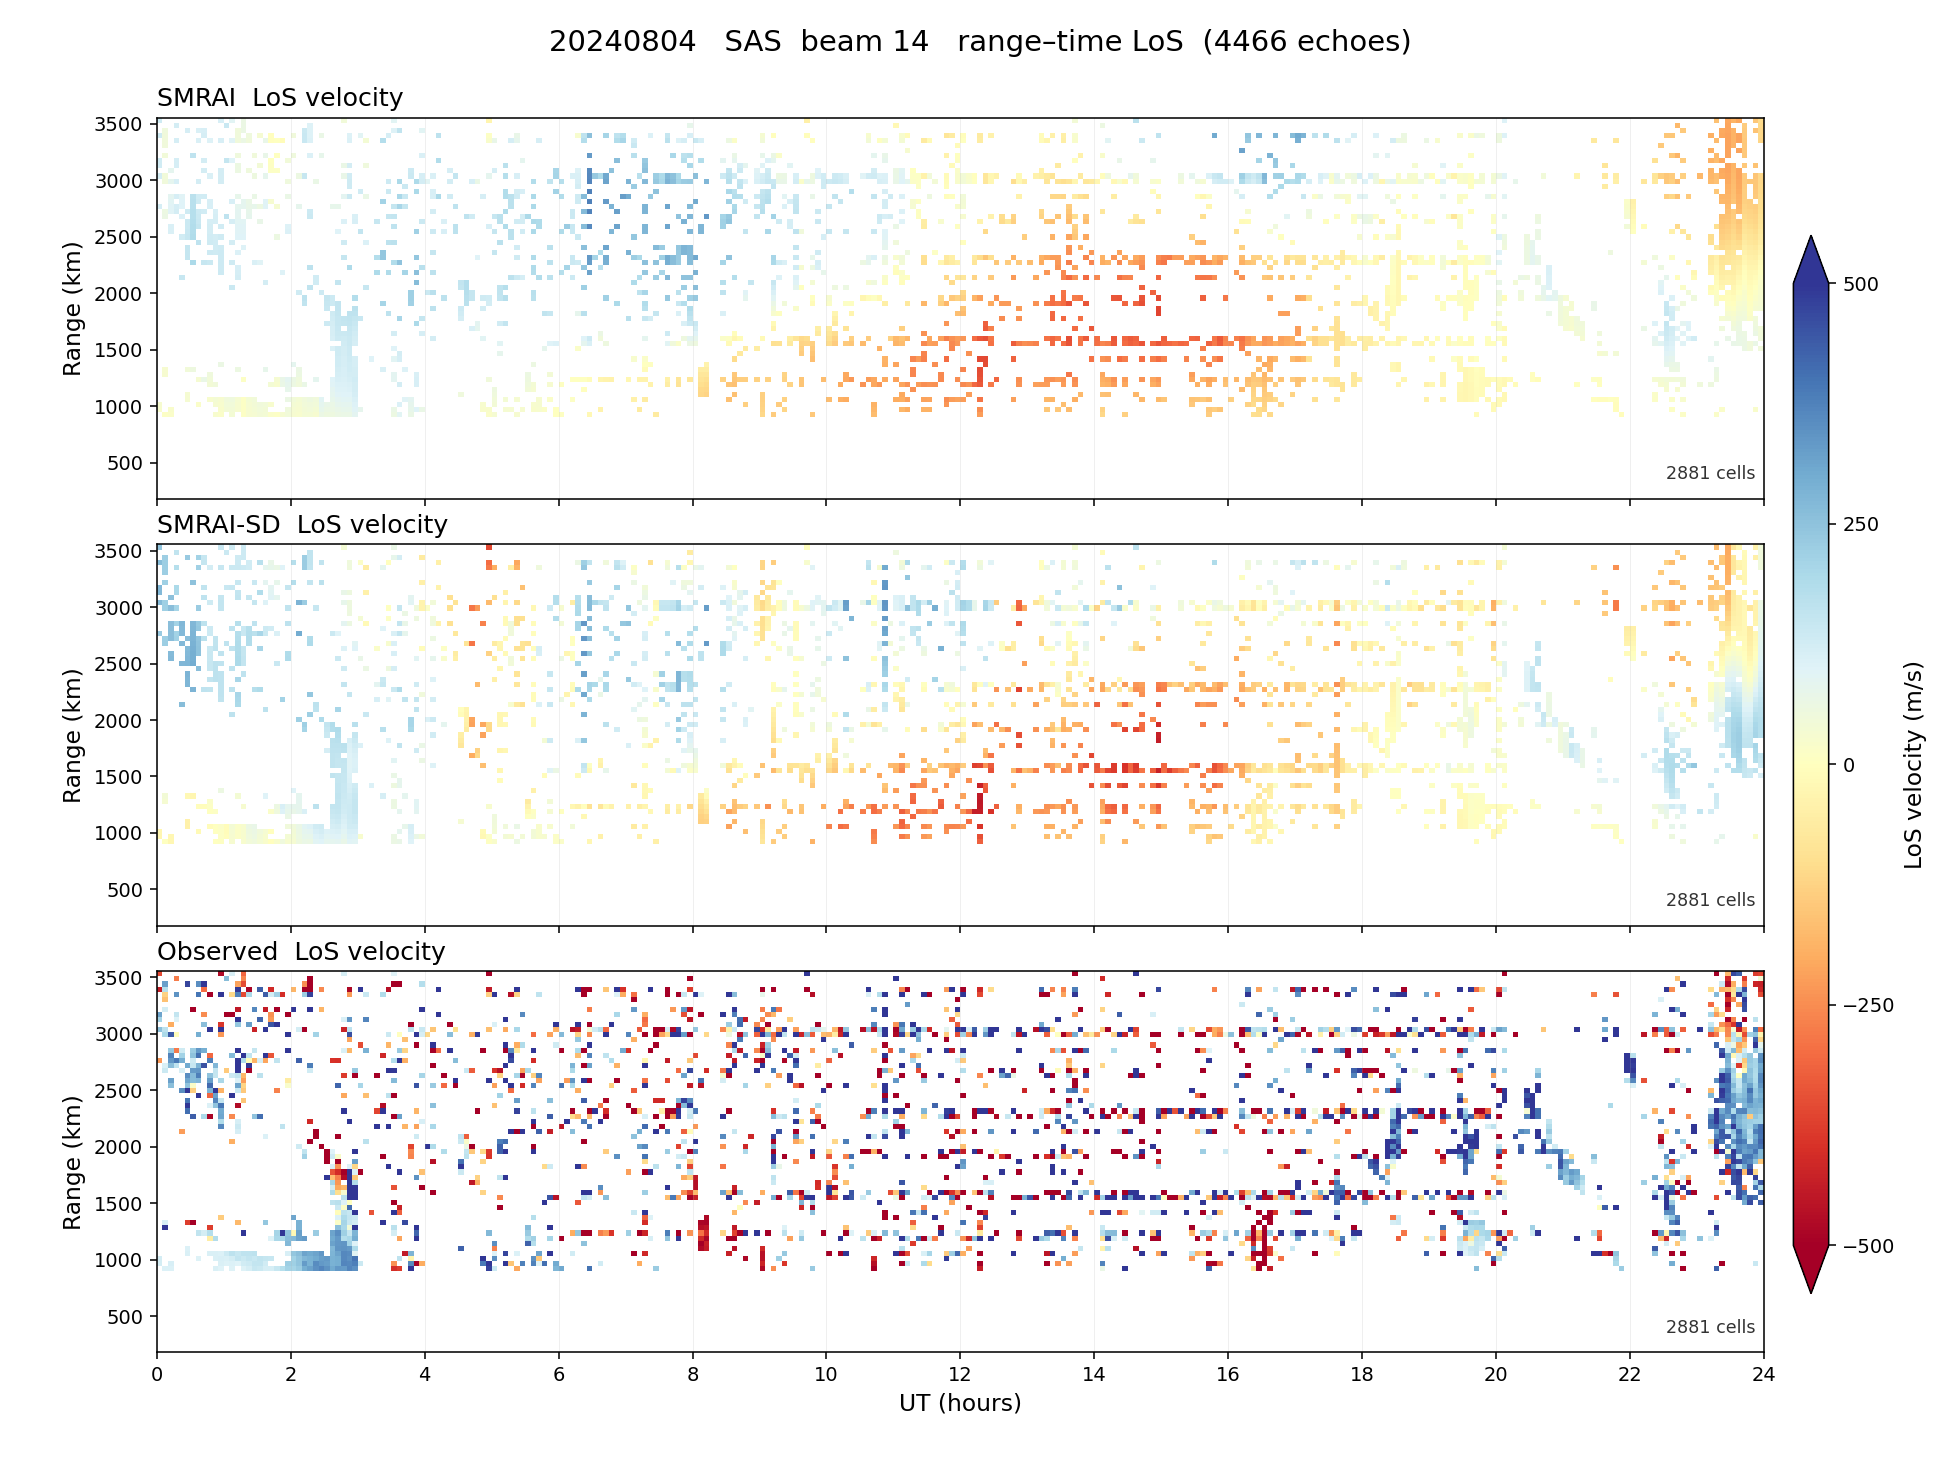 20240804   SAS  beam 14   range–time LoS  (4466 echoes)
SMRAI  LoS velocity
3500
3000
2500
2000
1500
1000
500
Range (km)
2881 cells
SMRAI-SD  LoS velocity
3500
3000
2500
2000
1500
1000
500
Range (km)
2881 cells
Observed  LoS velocity
3500
3000
2500
2000
1500
1000
500
Range (km)
2881 cells
0 2 4 6 8 10 12 14 16 18 20 22 24
UT (hours)
500
250
0
−250
−500
LoS velocity (m/s)